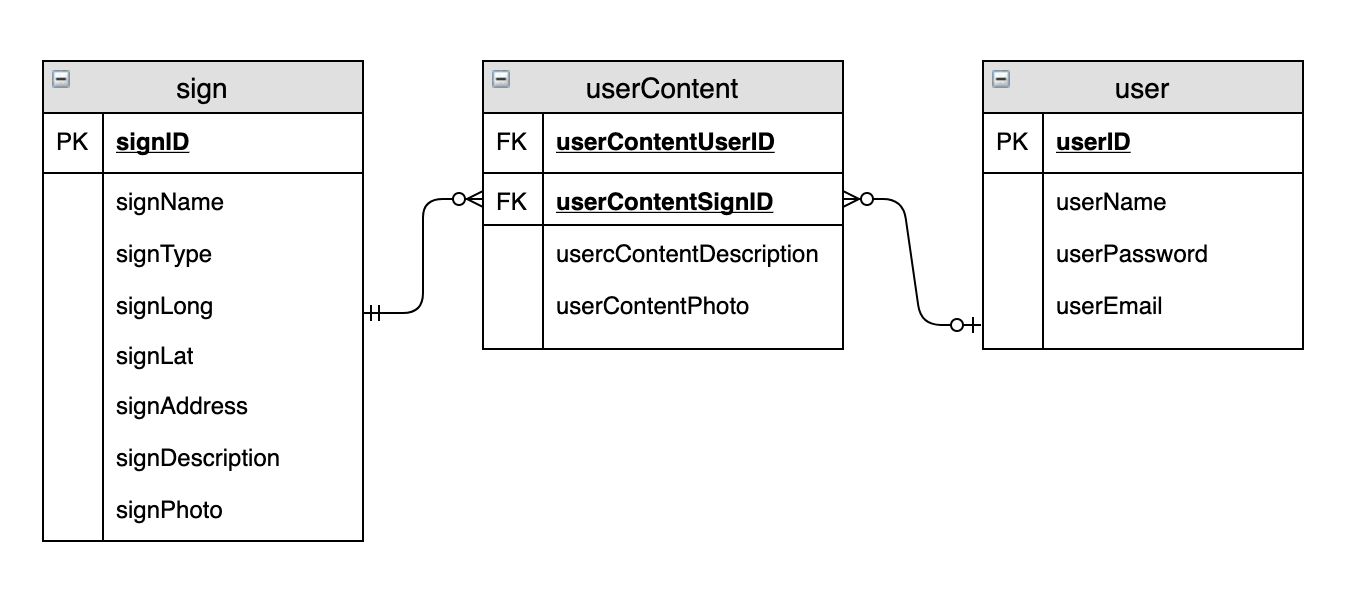 sign
PK signID
signName
signType
signLong
signLat
signAddress
signDescription
signPhoto
userContent
FK userContentUserID
FK userContentSignID
usercContentDescription
userContentPhoto
user
PK userID
userName
userPassword
userEmail